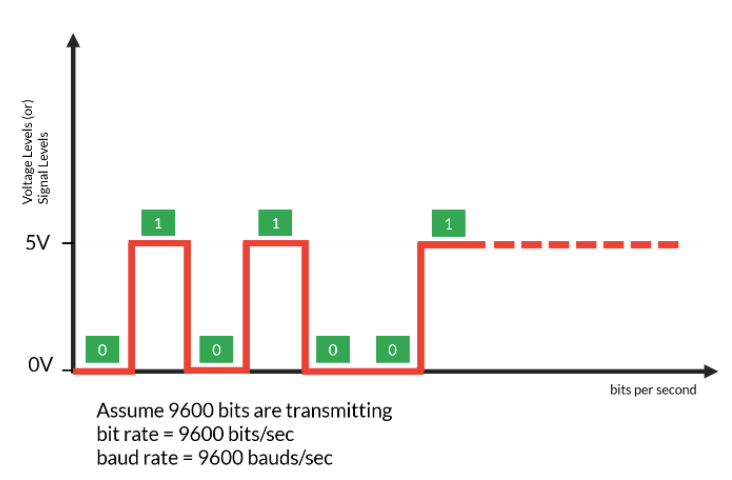 Voltage Levels (or)
Signal Levels
1
1
1
5V
0
0
0
0
0V
bits per second
Assume 9600 bits are transmitting
bit rate = 9600 bits/sec
baud rate = 9600 bauds/sec